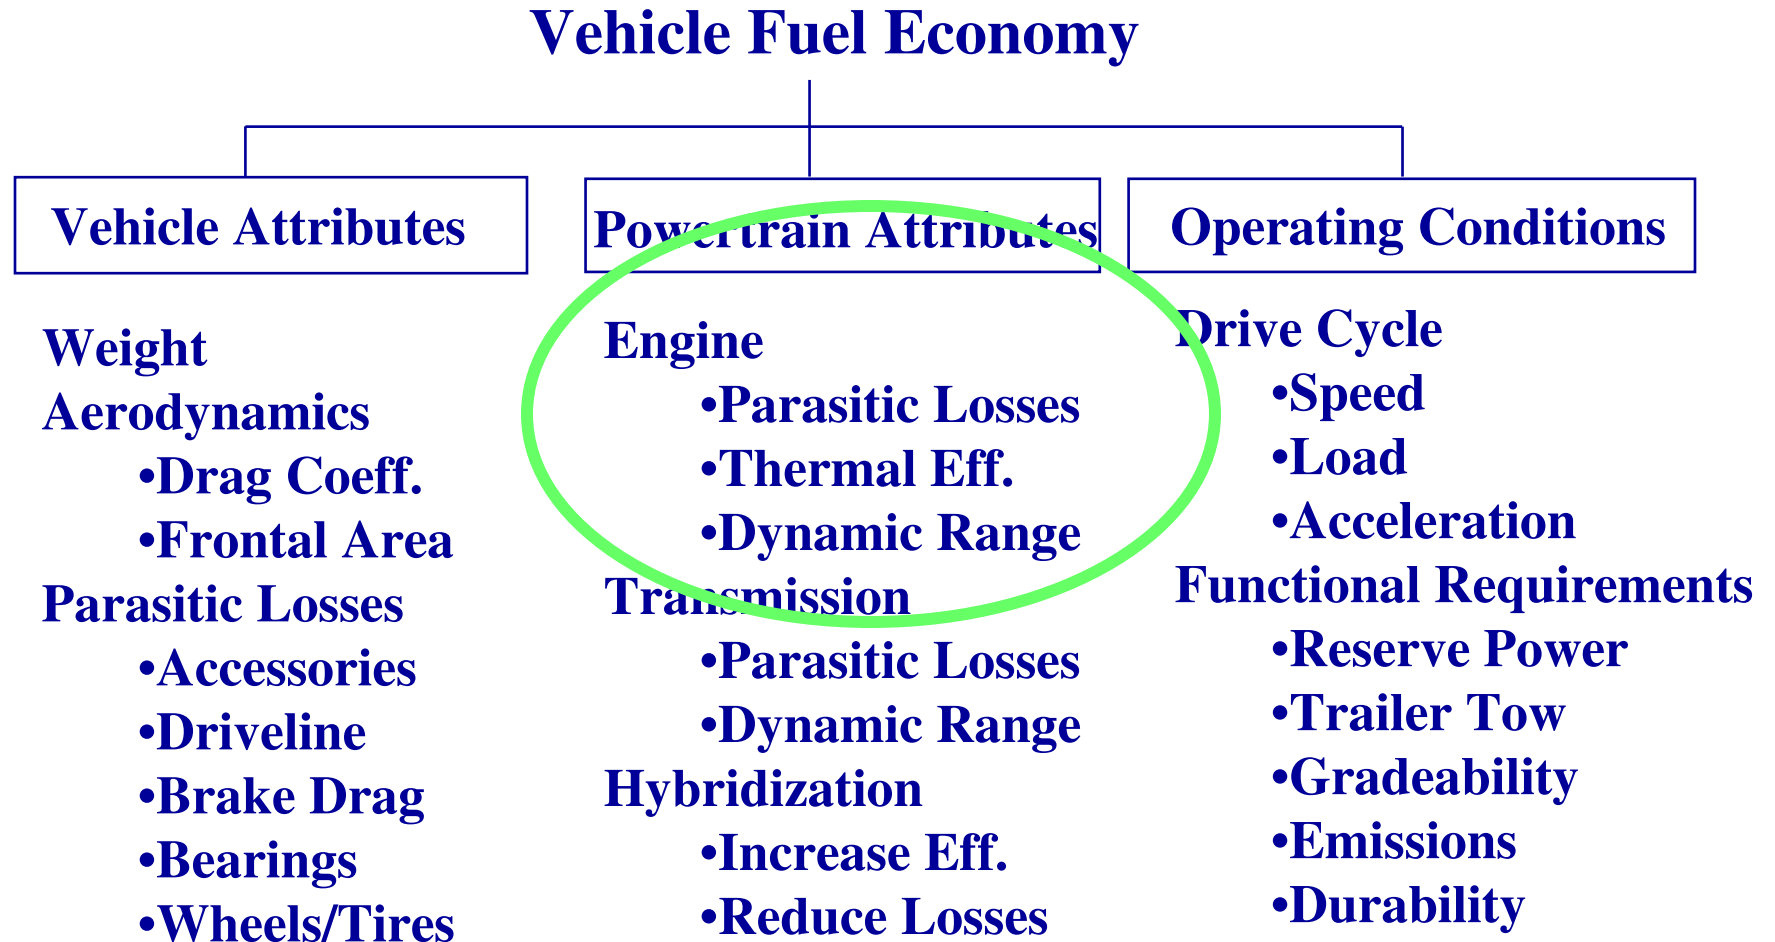 Vehicle Fuel Economy
Vehicle Attributes
Weight
Aerodynamics
•Drag Coeff.
•Frontal Area
Parasitic Losses
•Accessories
•Driveline
•Brake Drag
•Bearings
•Wheels/Tires
Powertrain Attributes
Engine
•Parasitic Losses
•Thermal Eff.
•Dynamic Range
Transmission
•Parasitic Losses
•Dynamic Range
Hybridization
•Increase Eff.
•Reduce Losses
Operating Conditions
Drive Cycle
•Speed
•Load
•Acceleration
Functional Requirements
•Reserve Power
•Trailer Tow
•Gradeability
•Emissions
•Durability